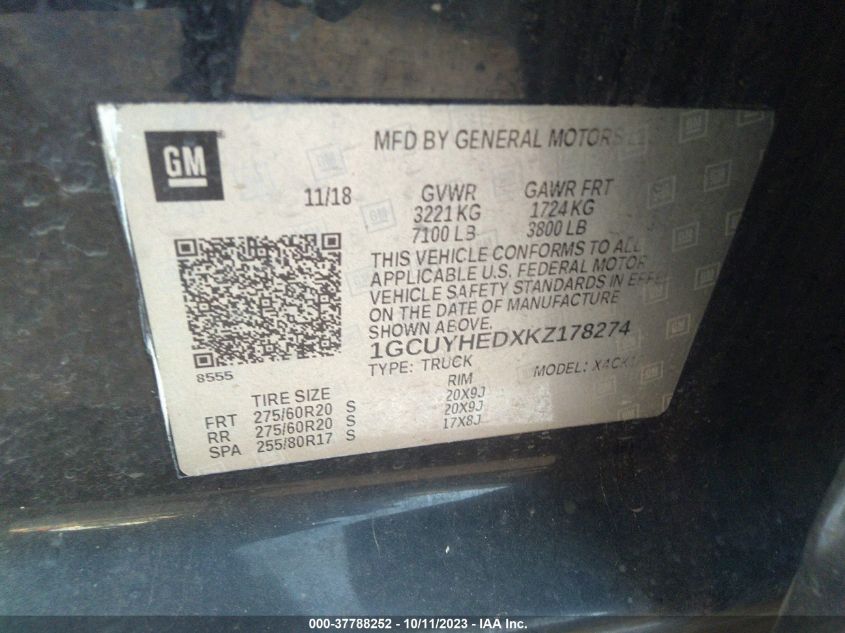 GM
MFD BY GENERAL MOTORS
11/18
GVWR GAWR FRT
3221 KG 1724 KG
7100 LB 3800 LB
THIS VEHICLE CONFORMS TO ALL
APPLICABLE U.S. FEDERAL MOTOR
VEHICLE SAFETY STANDARDS IN EFFE
ON THE DATE OF MANUFACTURE
SHOWN ABOVE.
1GCUYHEDXKZ178274
8555
TYPE: TRUCK MODEL:
TIRE SIZE RIM
FRT 275/60R20 S 20X9J
RR 275/60R20 S 20X9J
SPA 255/80R17 S 17X8J
000-37788252 - 10/11/2023 - IAA Inc.